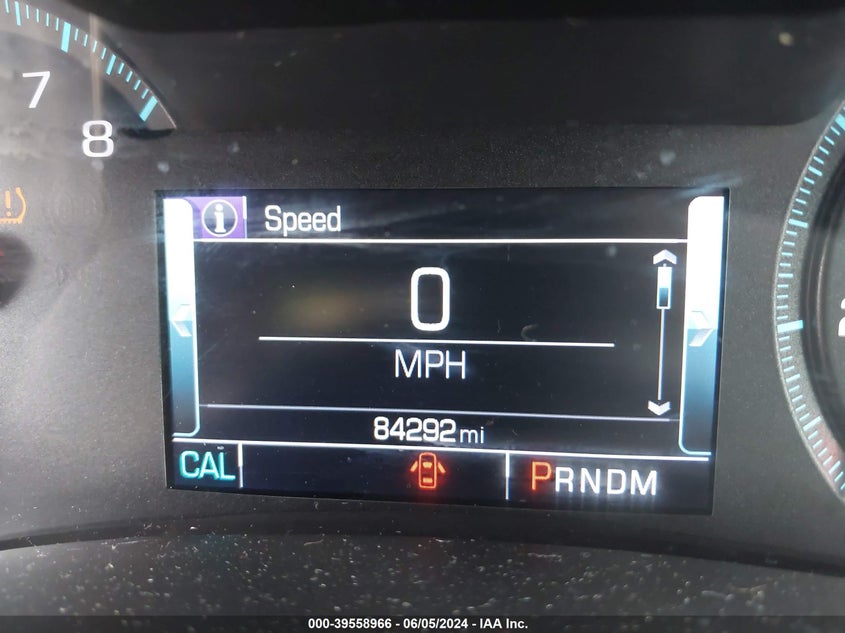 7
8
Speed
0
MPH
84292 mi
CAL
PRNDM
000-39558966 - 06/05/2024 - IAA Inc.